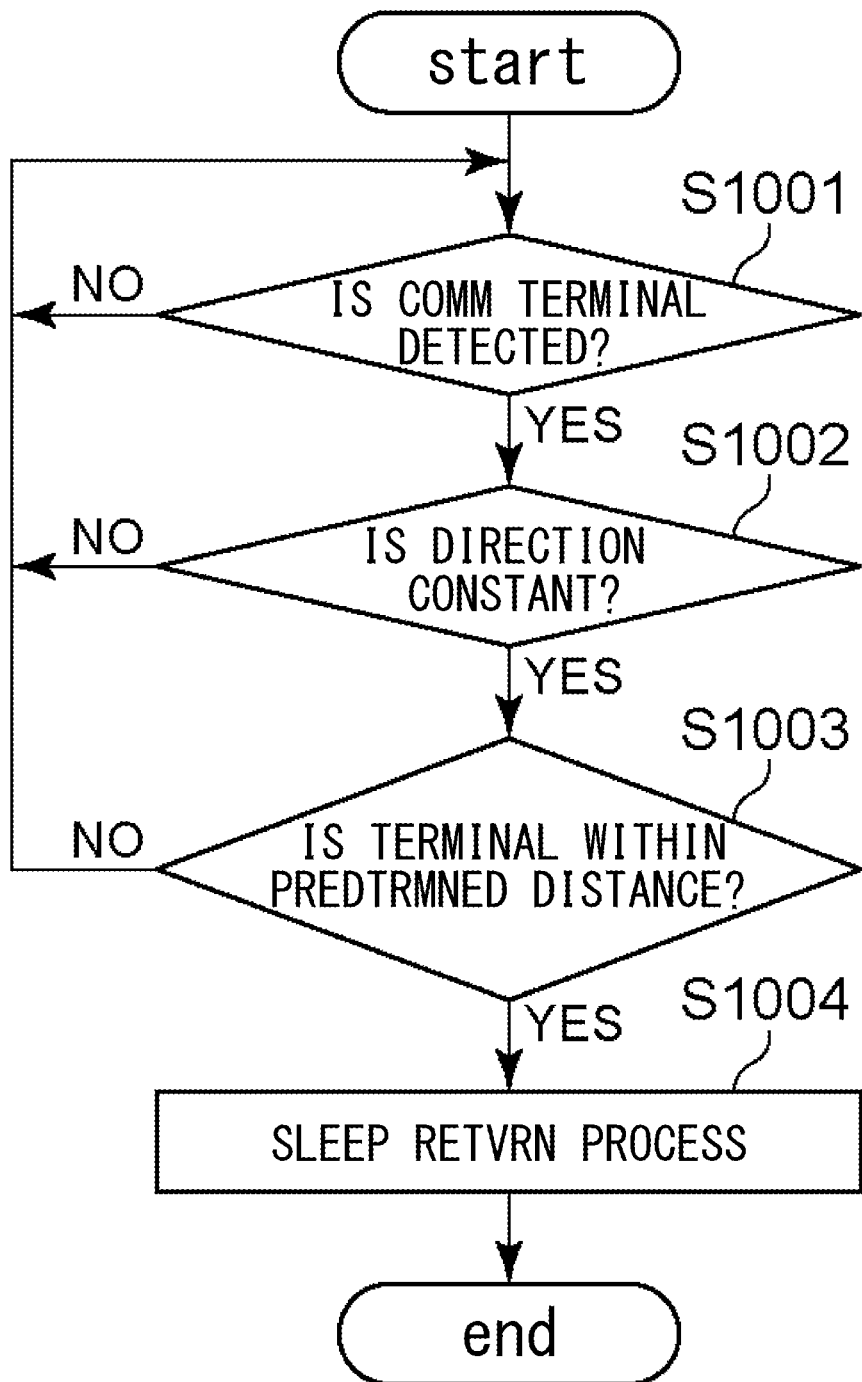 start
S1001
NO
IS COMM TERMINAL
DETECTED?
YES
S1002
NO
IS DIRECTION
CONSTANT?
YES
S1003
NO
IS TERMINAL WITHIN
PREDTRMNED DISTANCE?
YES
S1004
SLEEP RETVRN PROCESS
end